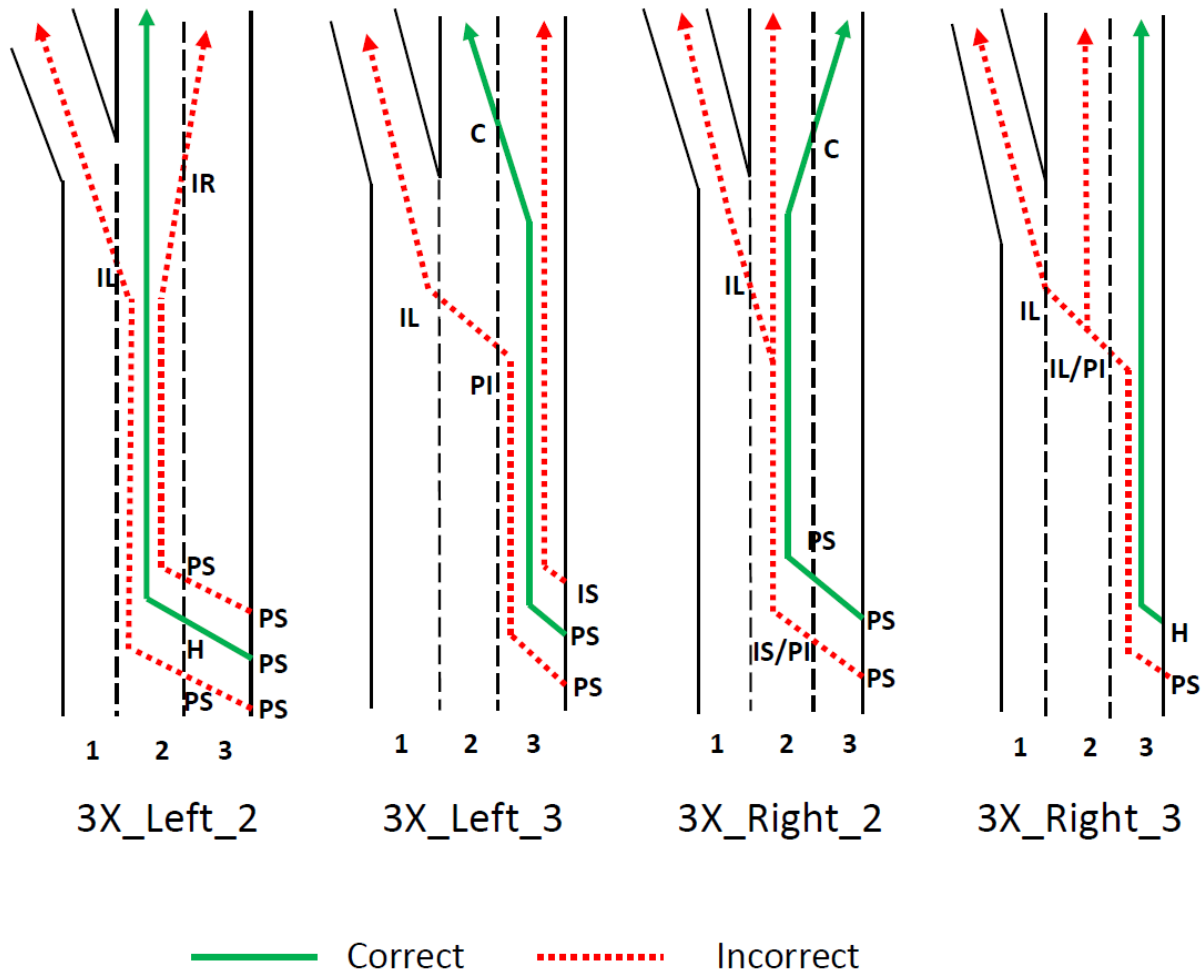 C
C
IR
IL
IL
IL
IL
PI
IL/PI
PS
PS
IS
PS
PS
PS
H
H
PS
IS/PI
PS
PS
PS
PS
PS
1 2 3
1 2 3
1 2 3
1 2 3
3X_Left_2
3X_Left_3
3X_Right_2
3X_Right_3
Correct
Incorrect